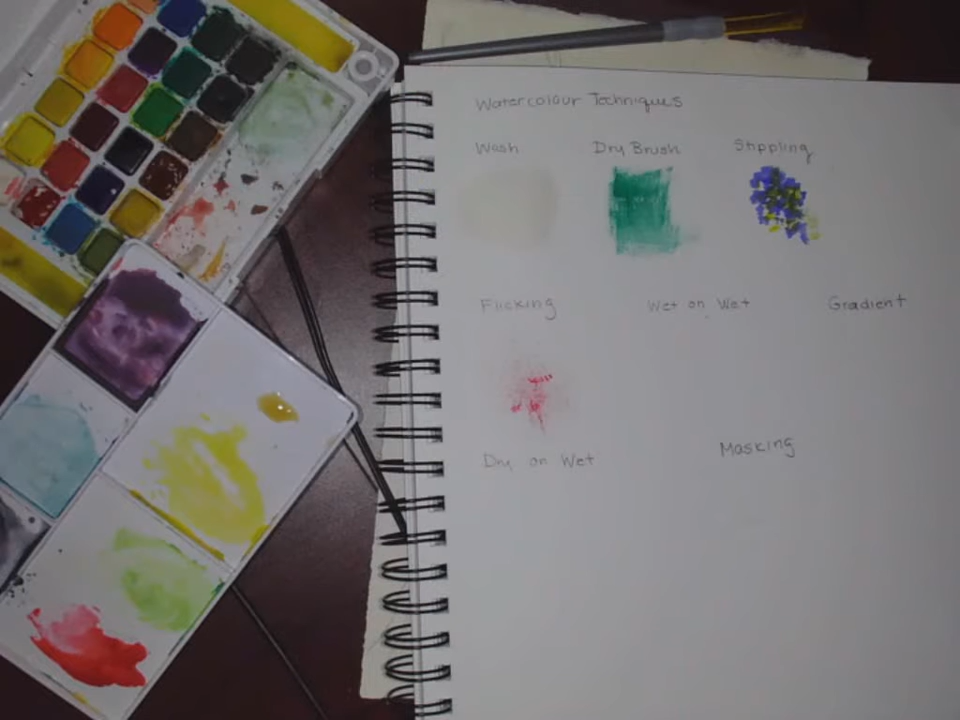 Watercolour Techniques
Wash Dry Brush Stippling
Flicking Wet on Wet Gradient
Dry on Wet Masking